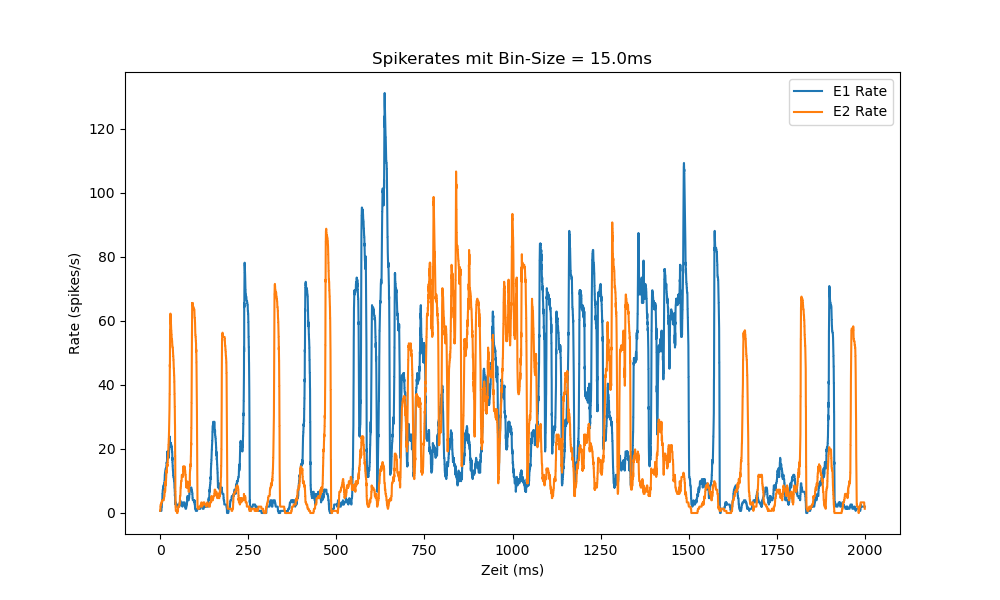 Spikerates mit Bin-Size = 15.0ms
E1 Rate
E2 Rate
120
100
80
60
40
20
0
Rate (spikes/s)
0 250 500 750 1000 1250 1500 1750 2000
Zeit (ms)